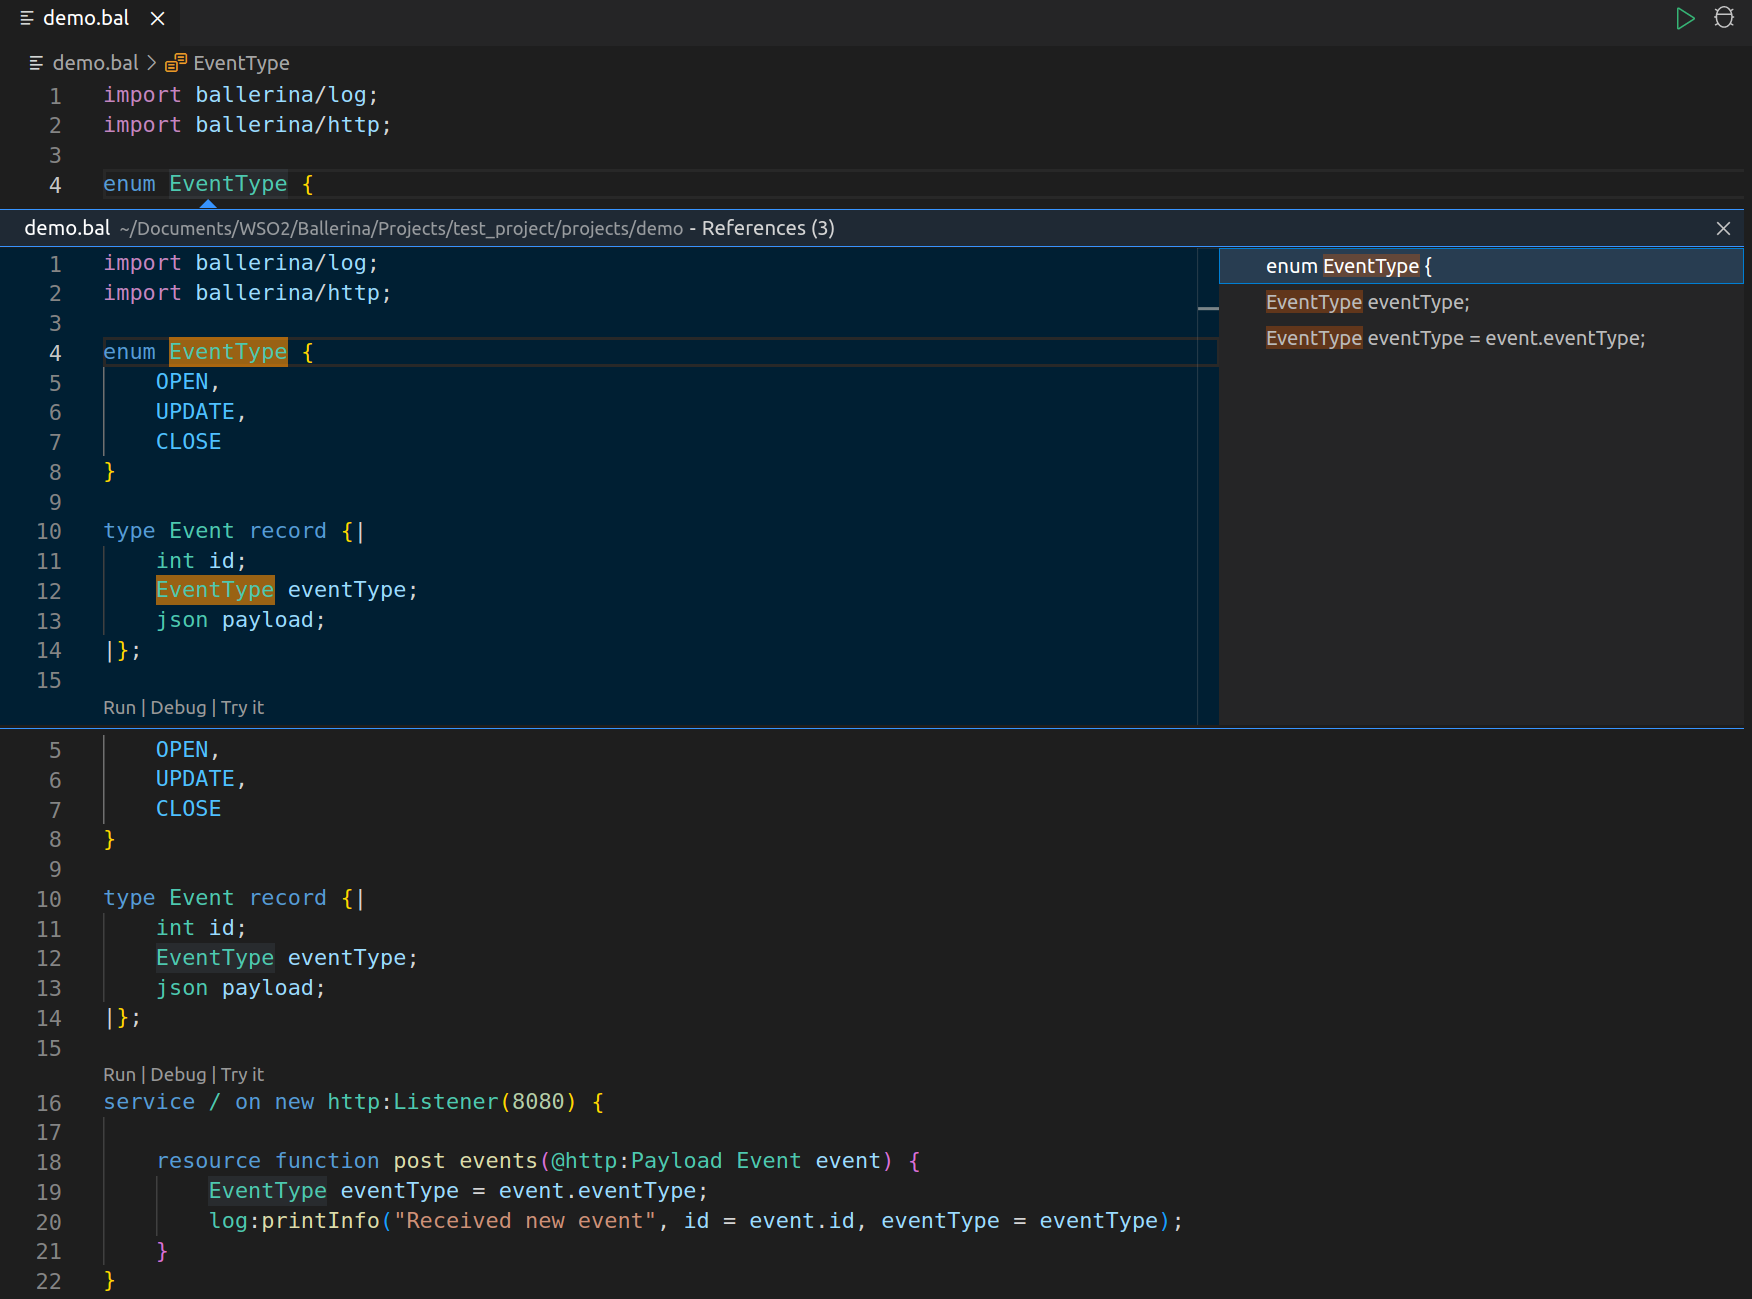 demo.bal
demo.bal > EventType
1 import ballerina/log;
2 import ballerina/http;
3
4 enum EventType {
demo.bal ~/Documents/WSO2/Ballerina/Projects/test_project/projects/demo - References (3)
1 import ballerina/log;
2 import ballerina/http;
3
4 enum EventType {
5     OPEN,
6     UPDATE,
7     CLOSE
8 }
9
10 type Event record {|
11     int id;
12     EventType eventType;
13     json payload;
14 |};
15
Run | Debug | Try it
enum EventType {
EventType eventType;
EventType eventType = event.eventType;
5     OPEN,
6     UPDATE,
7     CLOSE
8 }
9
10 type Event record {|
11     int id;
12     EventType eventType;
13     json payload;
14 |};
15
Run | Debug | Try it
16 service / on new http:Listener(8080) {
17
18     resource function post events(@http:Payload Event event) {
19         EventType eventType = event.eventType;
20         log:printInfo("Received new event", id = event.id, eventType = eventType);
21     }
22 }